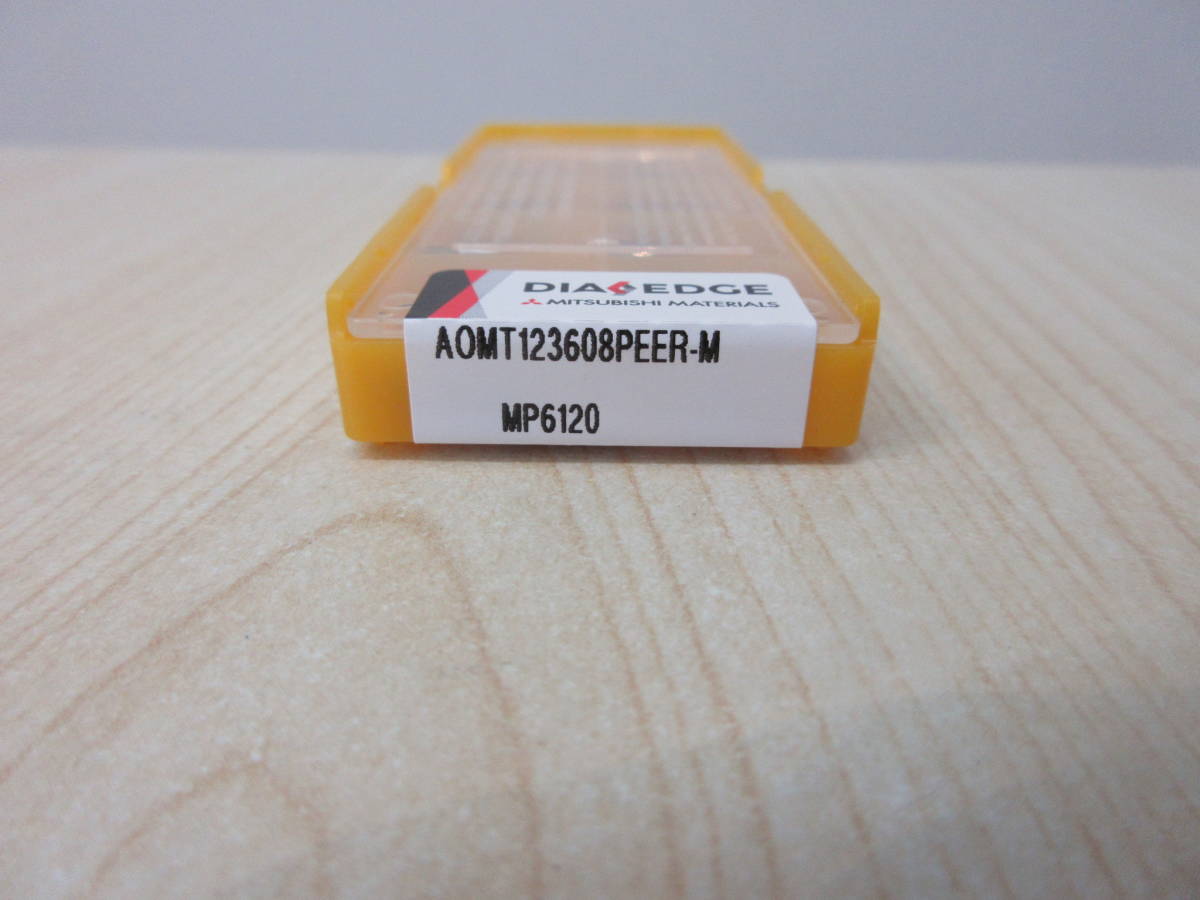 DIAEDGE
MITSUBISHI MATERIALS
AOMT123608PEER-M
MP6120